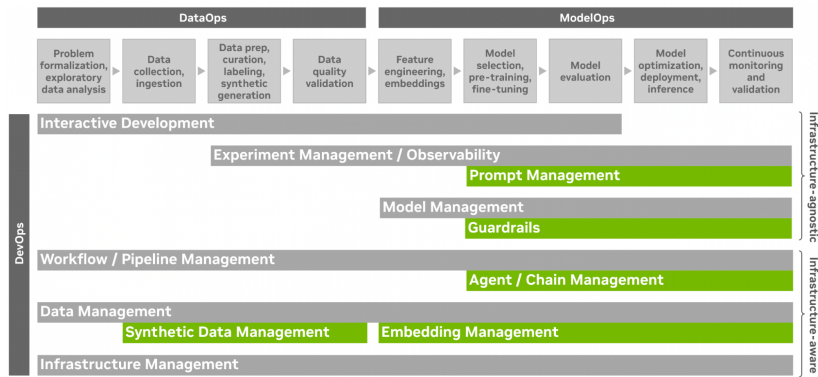 DataOps
ModelOps
Problem
formalization,
exploratory
data analysis
Data
collection,
ingestion
Data prep,
curation,
labeling,
synthetic
generation
Data
quality
validation
Feature
engineering,
embeddings
Model
selection,
pre-training,
fine-tuning
Model
evaluation
Model
optimization,
deployment,
inference
Continuous
monitoring
and
validation
DevOps
Interactive Development
Experiment Management / Observability
Prompt Management
Model Management
Guardrails
Infrastructure-agnostic
Workflow / Pipeline Management
Agent / Chain Management
Data Management
Synthetic Data Management
Embedding Management
Infrastructure Management
Infrastructure-aware